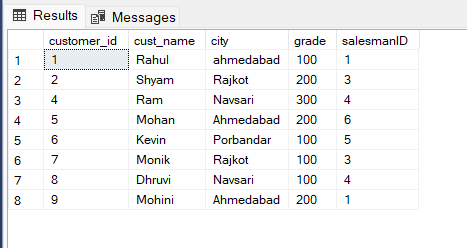 Results Messages
customer_id cust_name city grade salesmanID
1 1 Rahul ahmedabad 100 1
2 2 Shyam Rajkot 200 3
3 4 Ram Navsari 300 4
4 5 Mohan Ahmedabad 200 6
5 6 Kevin Porbandar 100 5
6 7 Monik Rajkot 100 3
7 8 Dhruvi Navsari 100 4
8 9 Mohini Ahmedabad 200 1